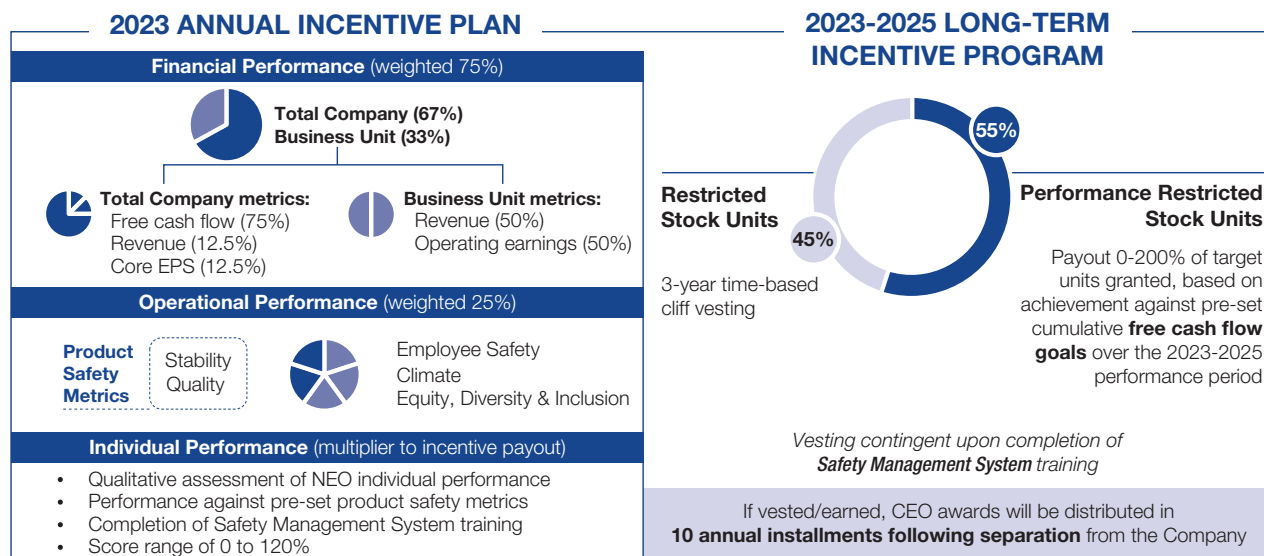 2023 ANNUAL INCENTIVE PLAN
Financial Performance (weighted 75%)
Total Company (67%)
Business Unit (33%)
Total Company metrics:
Free cash flow (75%)
Revenue (12.5%)
Core EPS (12.5%)
Business Unit metrics:
Revenue (50%)
Operating earnings (50%)
Operational Performance (weighted 25%)
Product
Safety
Metrics
Stability
Quality
Employee Safety
Climate
Equity, Diversity & Inclusion
Individual Performance (multiplier to incentive payout)
• Qualitative assessment of NEO individual performance
• Performance against pre-set product safety metrics
• Completion of Safety Management System training
• Score range of 0 to 120%
2023-2025 LONG-TERM
INCENTIVE PROGRAM
55%
45%
Restricted
Stock Units
3-year time-based
cliff vesting
Performance Restricted
Stock Units
Payout 0-200% of target
units granted, based on
achievement against pre-set
cumulative free cash flow
goals over the 2023-2025
performance period
Vesting contingent upon completion of
Safety Management System training
If vested/earned, CEO awards will be distributed in
10 annual installments following separation from the Company